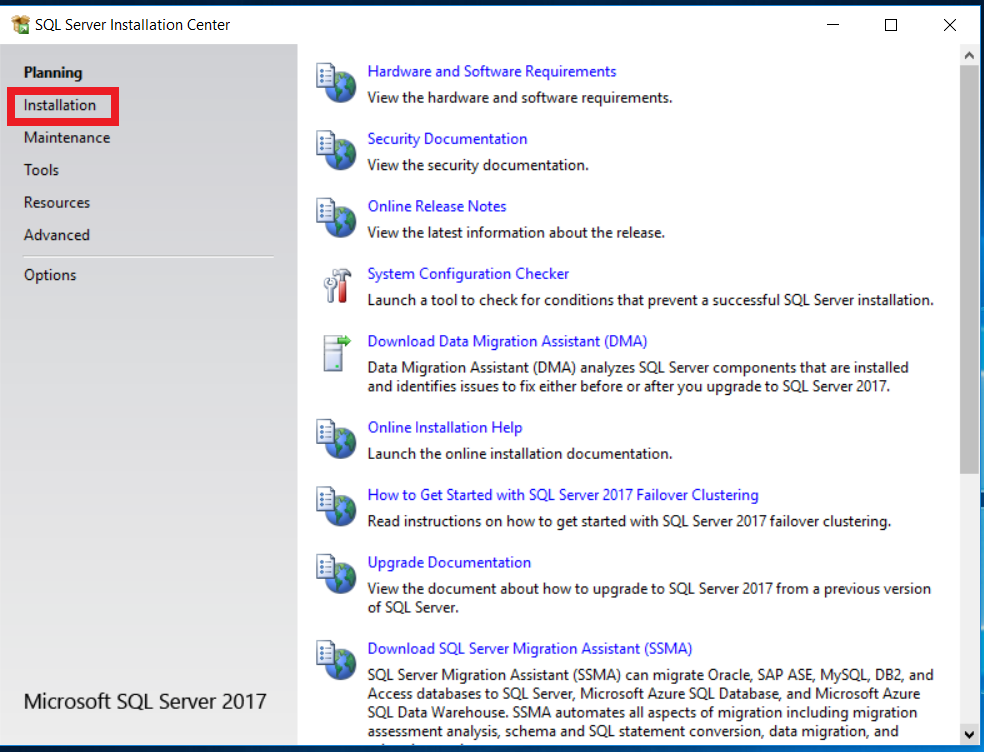 SQL Server Installation Center
Planning
Installation
Maintenance
Tools
Resources
Advanced
Options
Microsoft SQL Server 2017
Hardware and Software Requirements
View the hardware and software requirements.
Security Documentation
View the security documentation.
Online Release Notes
View the latest information about the release.
System Configuration Checker
Launch a tool to check for conditions that prevent a successful SQL Server installation.
Download Data Migration Assistant (DMA)
Data Migration Assistant (DMA) analyzes SQL Server components that are installed
and identifies issues to fix either before or after you upgrade to SQL Server 2017.
Online Installation Help
Launch the online installation documentation.
How to Get Started with SQL Server 2017 Failover Clustering
Read instructions on how to get started with SQL Server 2017 failover clustering.
Upgrade Documentation
View the document about how to upgrade to SQL Server 2017 from a previous version
of SQL Server.
Download SQL Server Migration Assistant (SSMA)
SQL Server Migration Assistant (SSMA) can migrate Oracle, SAP ASE, MySQL, DB2, and
Access databases to SQL Server, Microsoft Azure SQL Database, and Microsoft Azure
SQL Data Warehouse. SSMA automates all aspects of migration including migration
assessment analysis, schema and SQL statement conversion, data migration, and